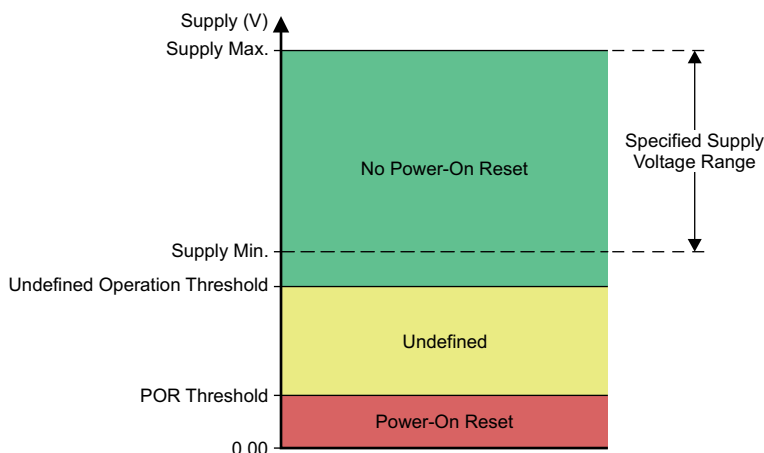 Supply (V)
Supply Max.
No Power-On Reset
Specified Supply
Voltage Range
Supply Min.
Undefined Operation Threshold
Undefined
POR Threshold
Power-On Reset
0.00